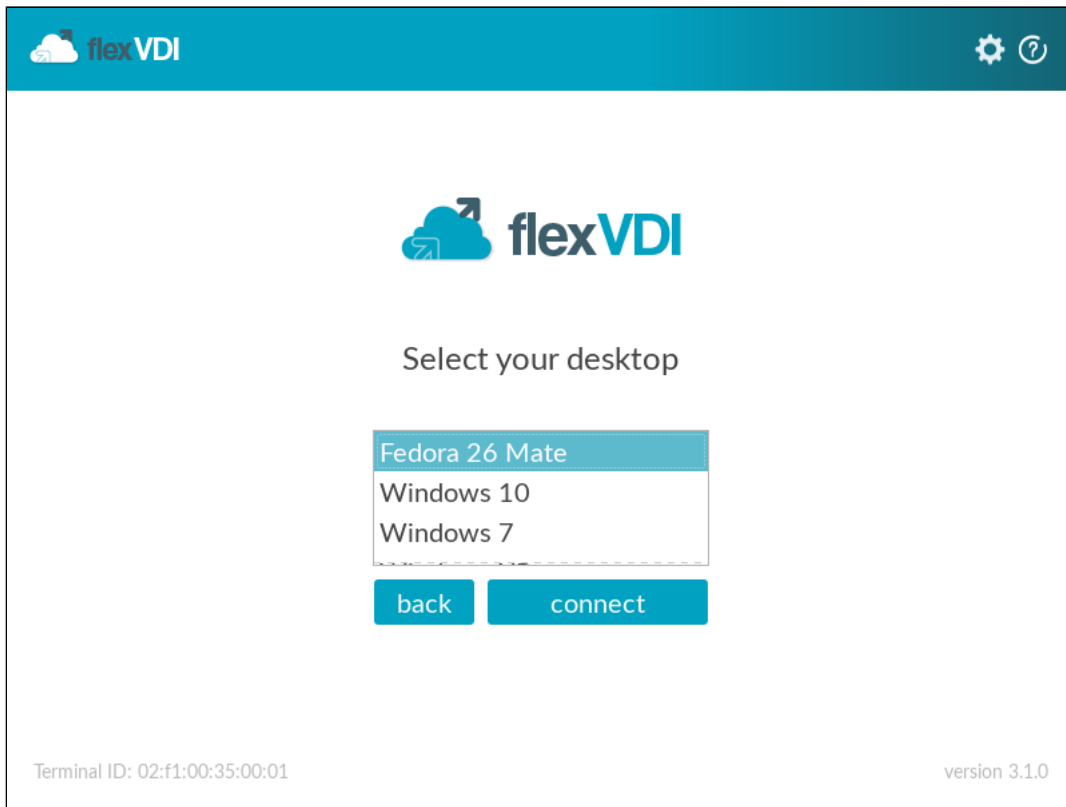 flexVDI
flexVDI
Select your desktop
Fedora 26 Mate
Windows 10
Windows 7
back connect
Terminal ID: 02:f1:00:35:00:01 version 3.1.0